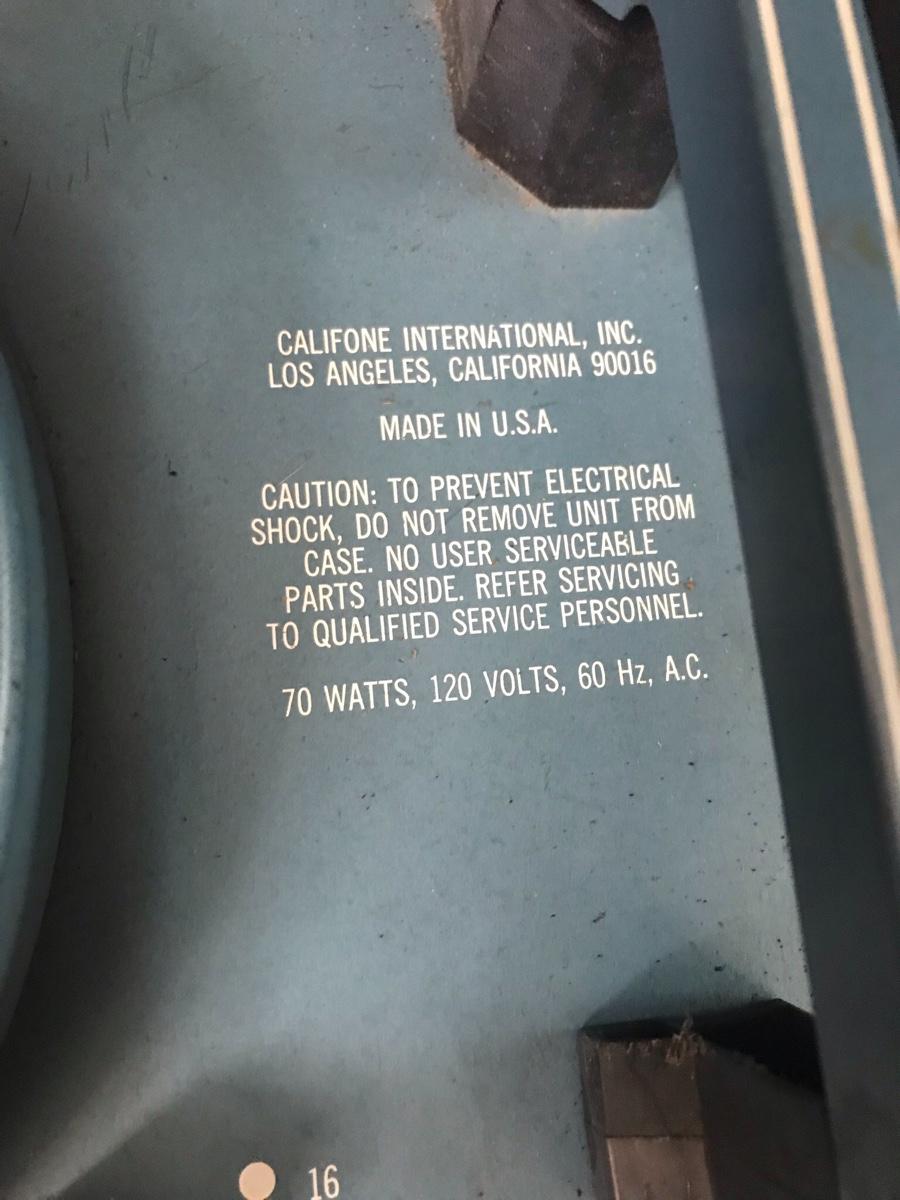 CALIFONE INTERNATIONAL, INC.
LOS ANGELES, CALIFORNIA 90016
MADE IN U.S.A.
CAUTION: TO PREVENT ELECTRICAL
SHOCK, DO NOT REMOVE UNIT FROM
CASE. NO USER SERVICEABLE
PARTS INSIDE. REFER SERVICING
TO QUALIFIED SERVICE PERSONNEL.
70 WATTS, 120 VOLTS, 60 Hz, A.C.
16